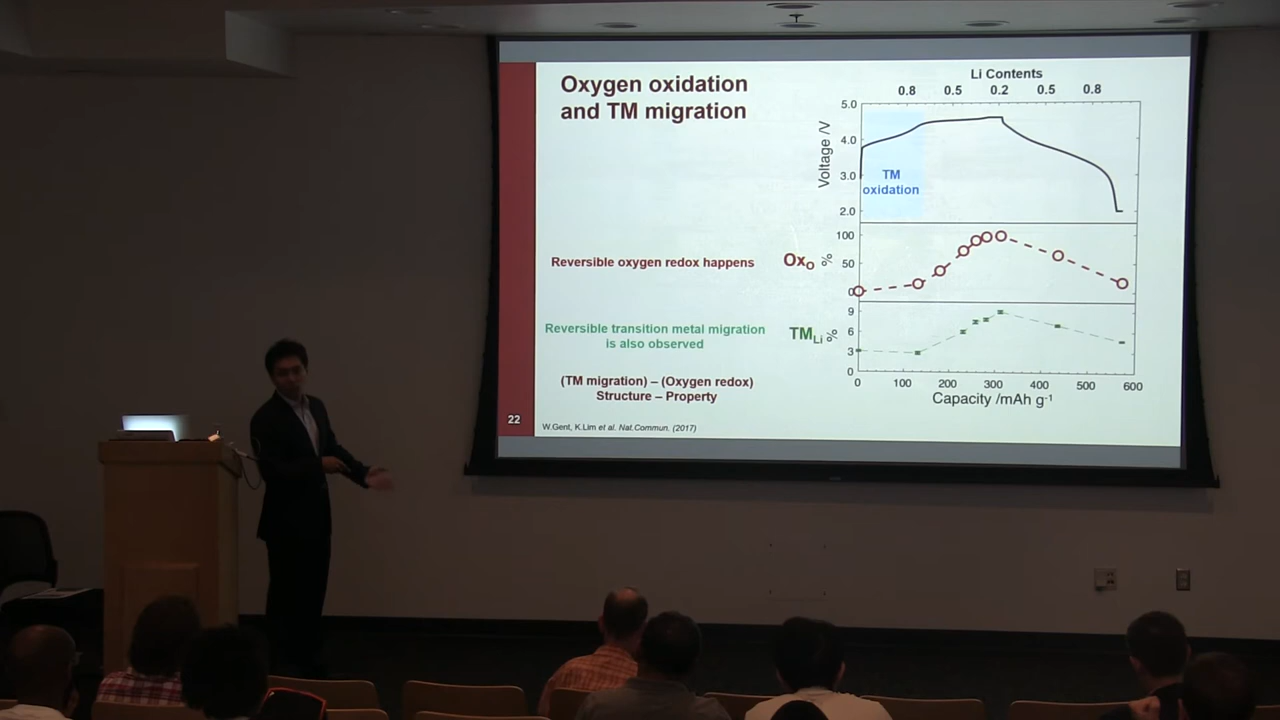 Oxygen oxidation
and TM migration
Li Contents
0.8 0.5 0.2 0.5 0.8
5.0
4.0
3.0
2.0
Voltage /V
TM
oxidation
Reversible oxygen redox happens
OxO %
100
50
0
Reversible transition metal migration
is also observed
TMLi %
9
6
3
0
0 100 200 300 400 500 600
Capacity /mAh g-1
(TM migration) – (Oxygen redox)
Structure – Property
22
W.Gent, K.Lim et al. Nat.Commun. (2017)